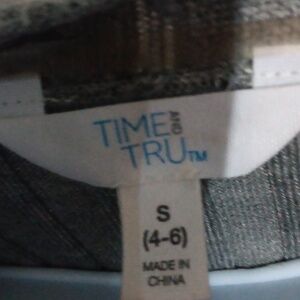 TIME AND
TRU™
S
(4-6)
MADE IN
CHINA